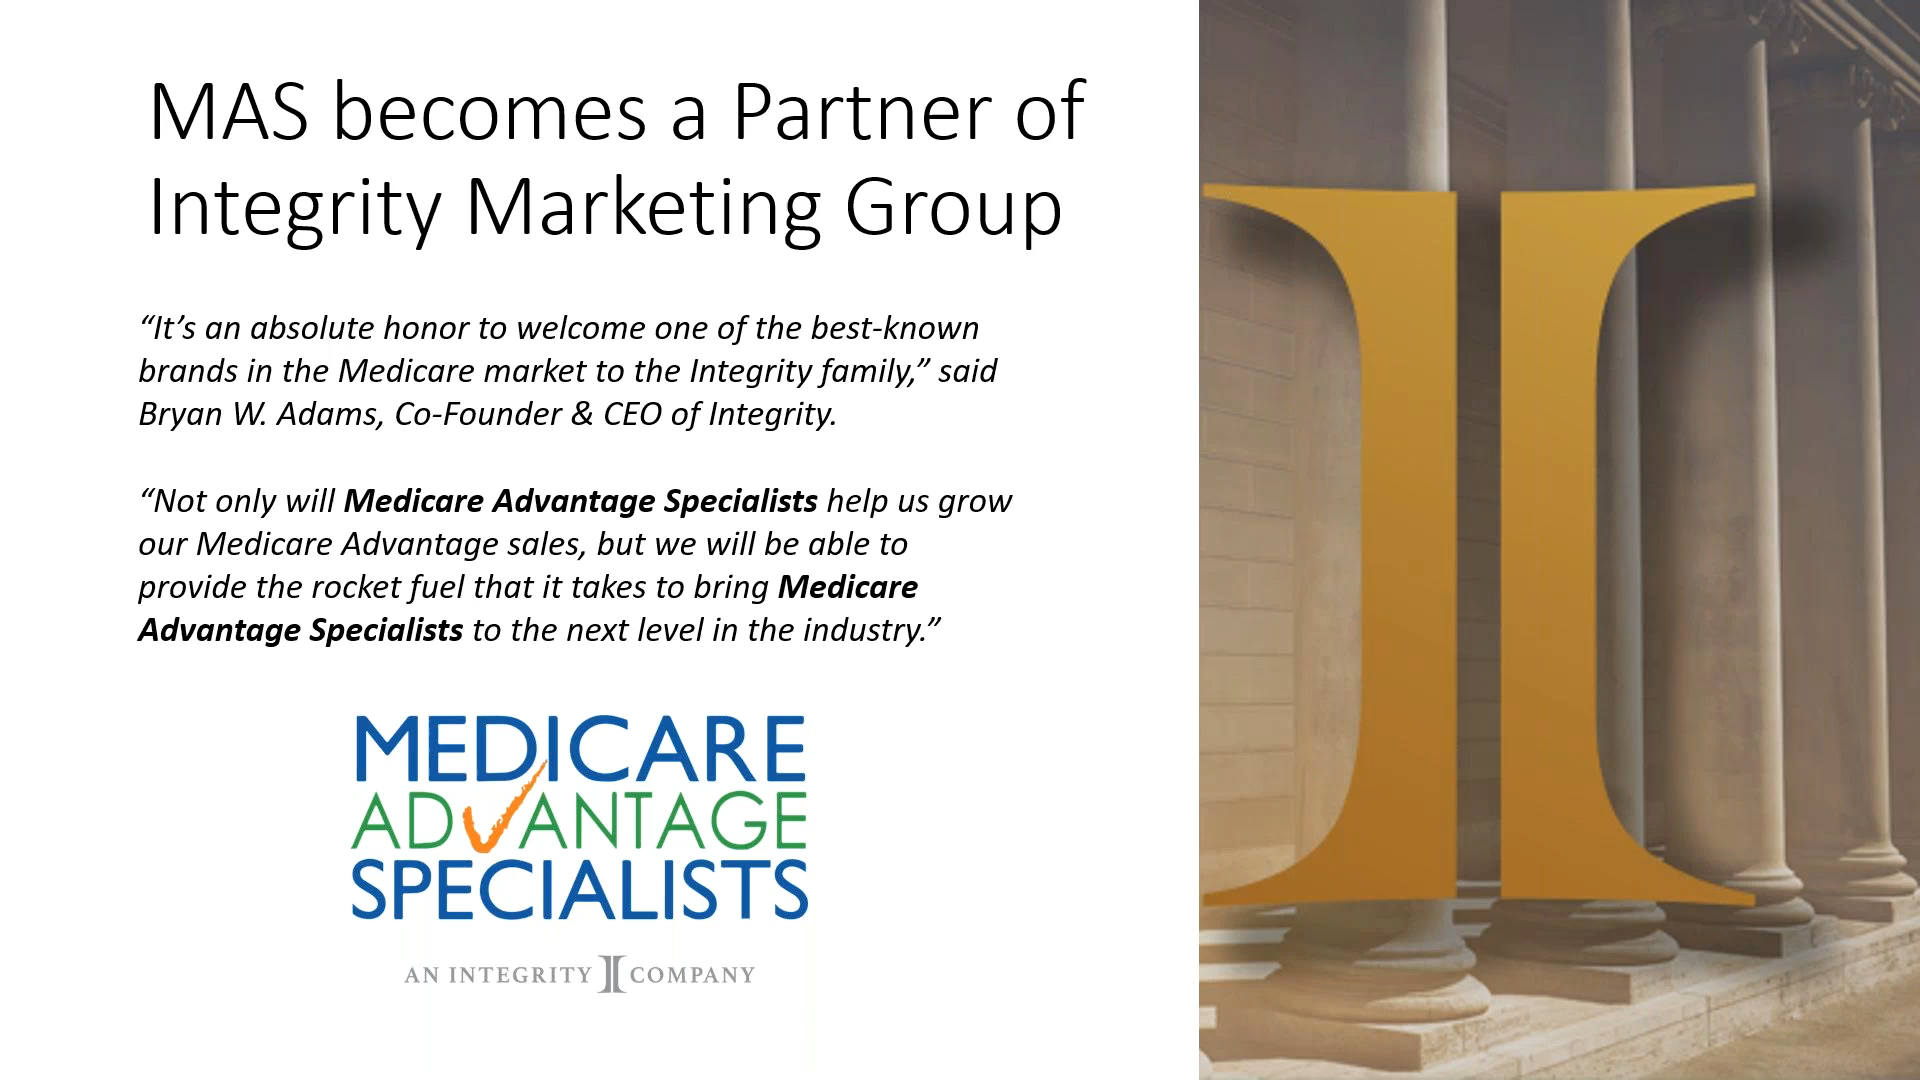 MAS becomes a Partner of
Integrity Marketing Group
“It’s an absolute honor to welcome one of the best-known
brands in the Medicare market to the Integrity family,” said
Bryan W. Adams, Co-Founder & CEO of Integrity.
“Not only will Medicare Advantage Specialists help us grow
our Medicare Advantage sales, but we will be able to
provide the rocket fuel that it takes to bring Medicare
Advantage Specialists to the next level in the industry.”
MEDICARE
ADVANTAGE
SPECIALISTS
AN INTEGRITY COMPANY